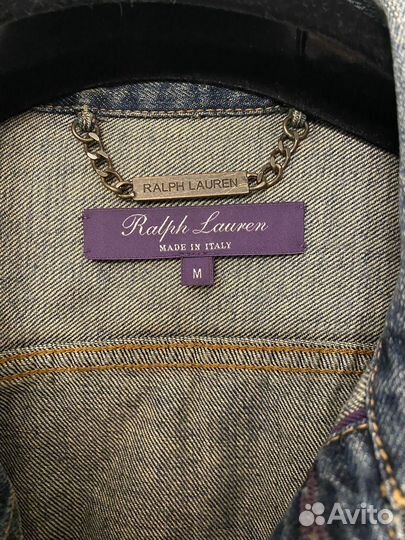 RALPH LAUREN
Ralph Lauren
MADE IN ITALY
M
Avito